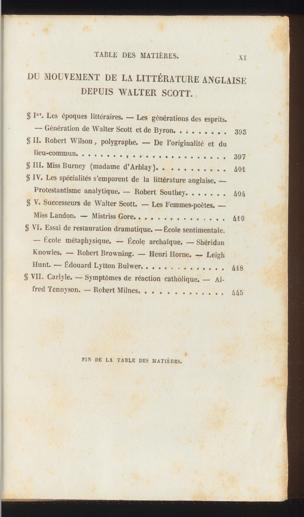 TABLE DES MATIÈRES. XI
DU MOUVEMENT DE LA LITTÉRATURE ANGLAISE
DEPUIS WALTER SCOTT.
§ Ier. Les époques littéraires. — Les générations des esprits.
— Génération de Walter Scott et de Byron. . . . . . . . . 393
§ II. Robert Wilson, polygraphe. — De l'originalité et du
lieu-commun. . . . . . . . . . . . . . . . . . . . . . 397
§ III. Miss Burney (madame d'Arblay). . . . . . . . . . . 401
§ IV. Les spécialités s'emparent de la littérature anglaise. —
Protestantisme analytique. — Robert Southey. . . . . . . 404
§ V. Successeurs de Walter Scott. — Les Femmes-poëtes. —
Miss Landon. — Mistriss Gore. . . . . . . . . . . . . . 410
§ VI. Essai de restauration dramatique. — École sentimentale.
— École métaphysique. — École archaïque. — Shéridan
Knowles. — Robert Browning. — Henri Horne. — Leigh
Hunt. — Édouard Lytton Bulwer. . . . . . . . . . . . . 418
§ VII. Carlyle. — Symptômes de réaction catholique. — Al-
fred Tennyson. — Robert Milnes. . . . . . . . . . . . . 445
FIN DE LA TABLE DES MATIÈRES.